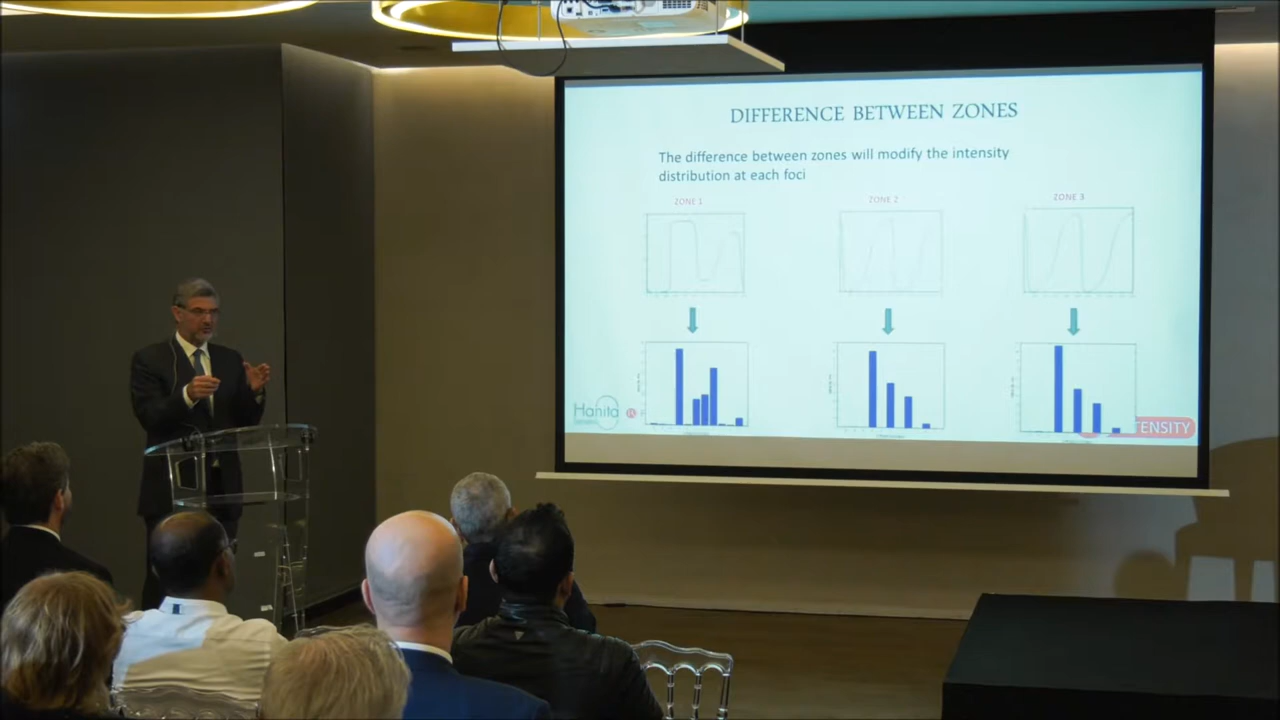 DIFFERENCE BETWEEN ZONES
The difference between zones will modify the intensity
distribution at each foci
ZONE 1
ZONE 2
ZONE 3
Hanita
TENSITY